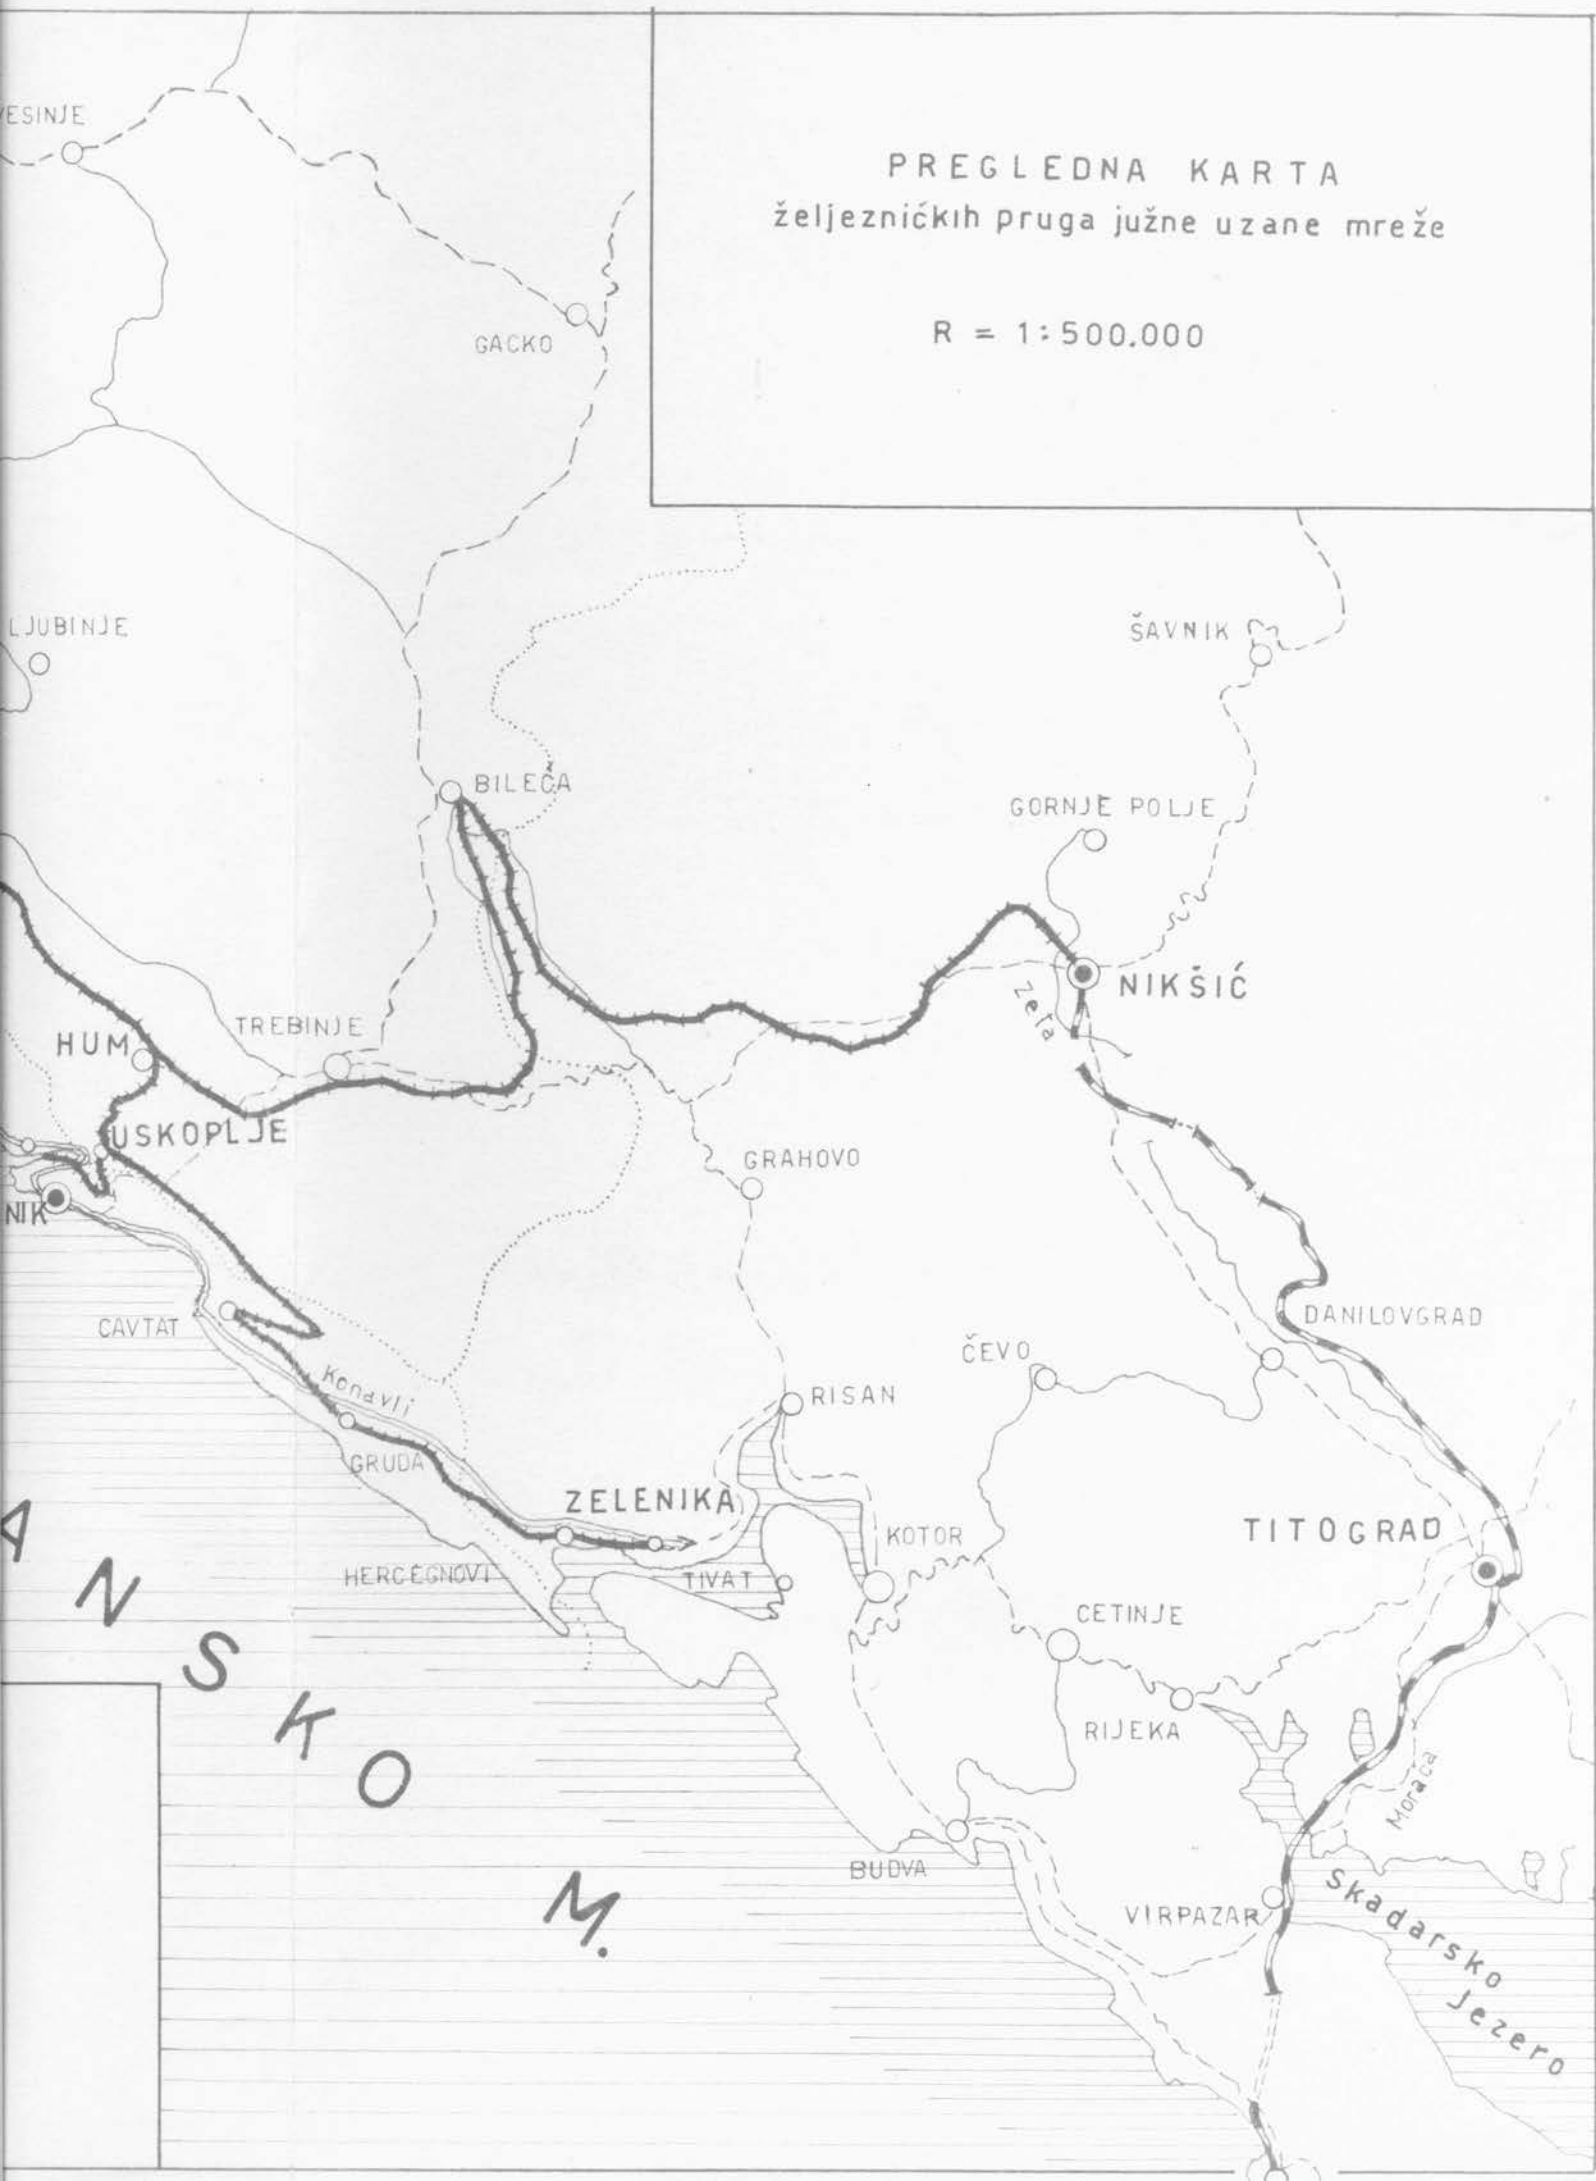 PREGLEDNA KARTA
željezničkih pruga južne uzane mreže
R = 1:500.000
VESINJE
GACKO
LJUBINJE
ŠAVNIK
BILEĆA
GORNJE POLJE
NIKŠIĆ
Zeta
TREBINJE
HUM
USKOPLJE
GRAHOVO
NIK
CAVTAT
DANILOVGRAD
ČEVO
Konavli
RISAN
GRUDA
ZELENIKA
KOTOR
TITOGRAD
HERCEGNOVI
TIVAT
CETINJE
RIJEKA
Morača
BUDVA
VIRPAZAR
Skadarsko
Jezero
ANSKO M.